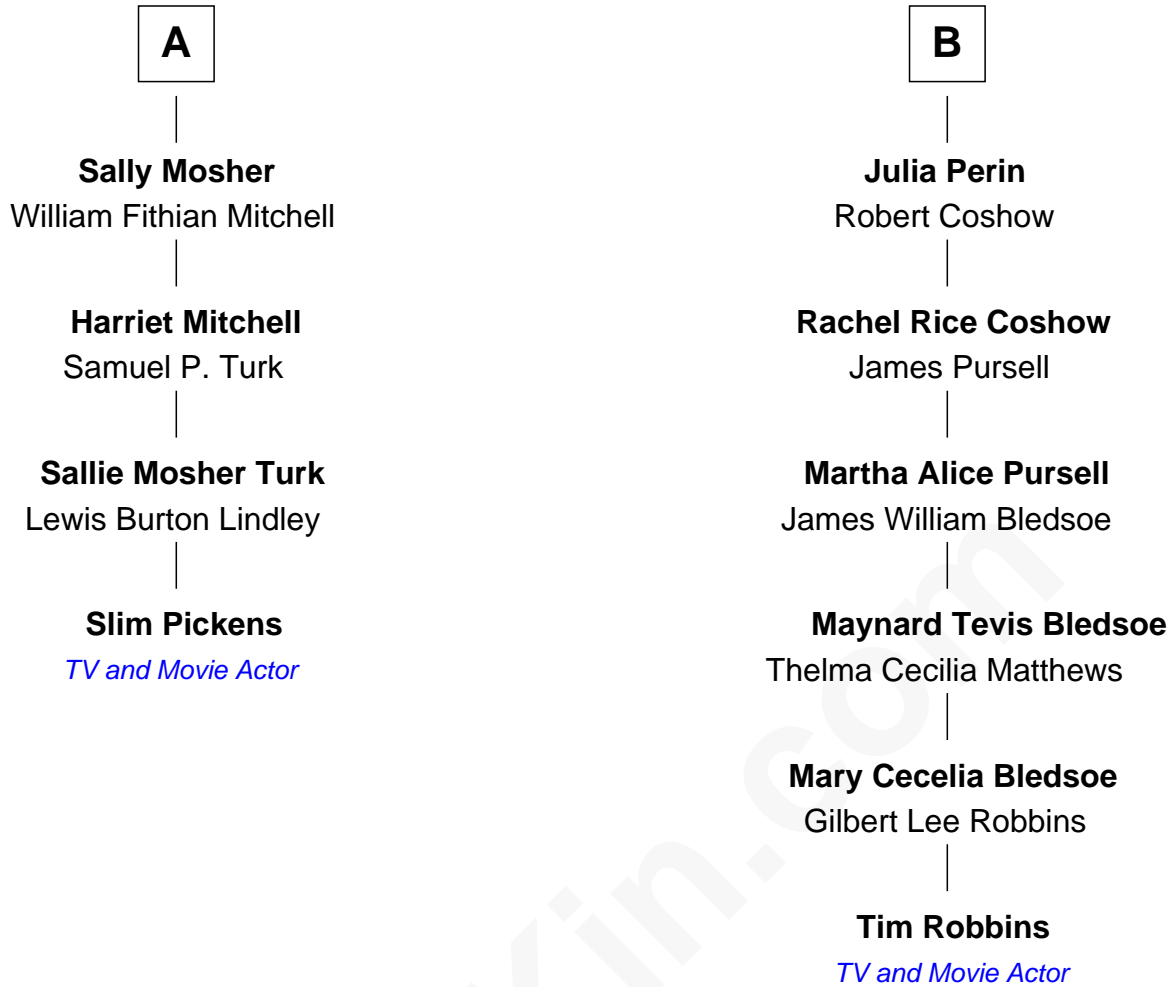 A
Sally Mosher
William Fithian Mitchell
Harriet Mitchell
Samuel P. Turk
Sallie Mosher Turk
Lewis Burton Lindley
Slim Pickens
TV and Movie Actor
B
Julia Perin
Robert Coshow
Rachel Rice Coshow
James Pursell
Martha Alice Pursell
James William Bledsoe
Maynard Tevis Bledsoe
Thelma Cecilia Matthews
Mary Cecelia Bledsoe
Gilbert Lee Robbins
Tim Robbins
TV and Movie Actor
Kin.com